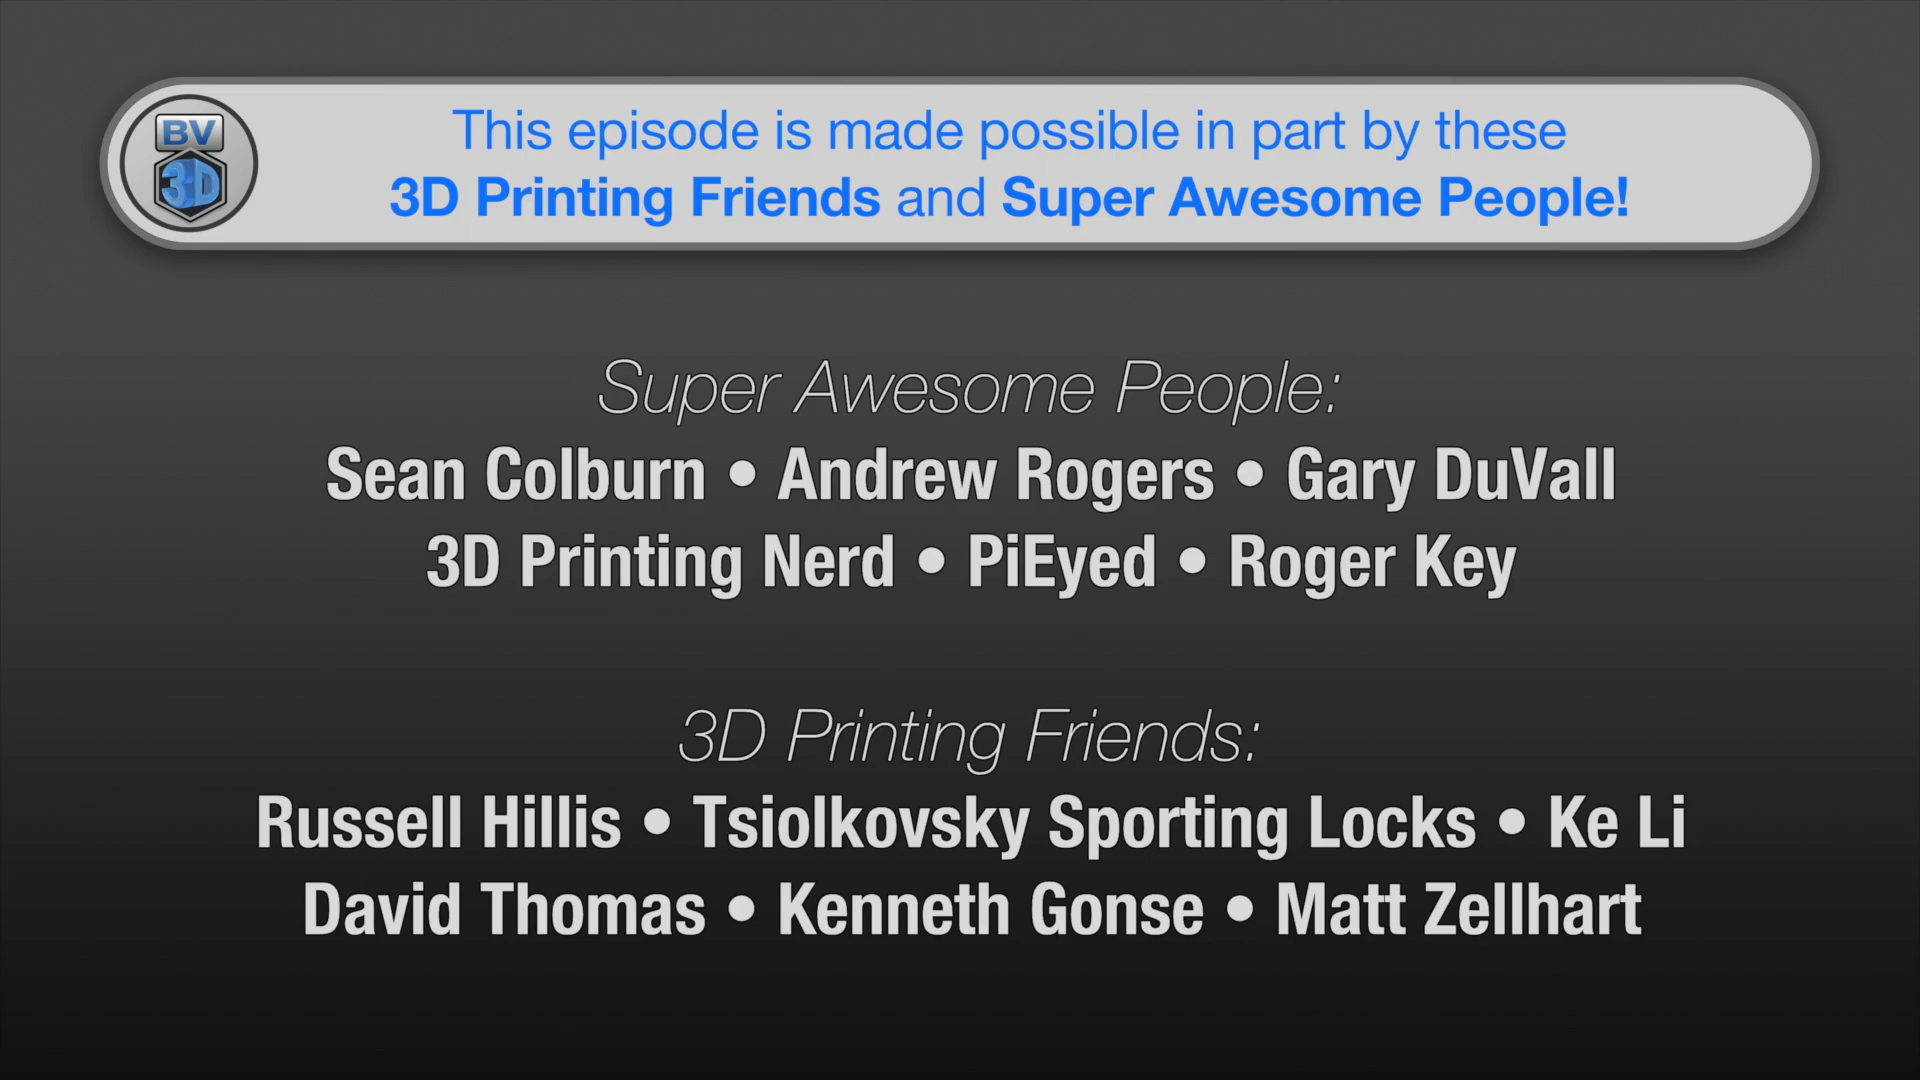 BV
3D
This episode is made possible in part by these
3D Printing Friends and Super Awesome People!
Super Awesome People:
Sean Colburn • Andrew Rogers • Gary DuVall
3D Printing Nerd • PiEyed • Roger Key
3D Printing Friends:
Russell Hillis • Tsiolkovsky Sporting Locks • Ke Li
David Thomas • Kenneth Gonse • Matt Zellhart